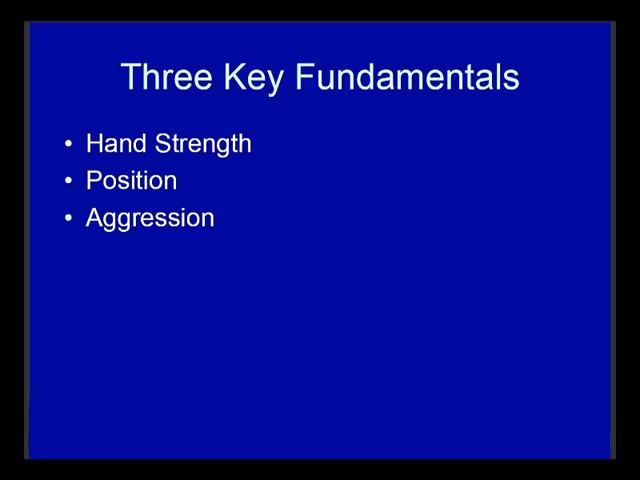 Three Key Fundamentals
• Hand Strength
• Position
• Aggression